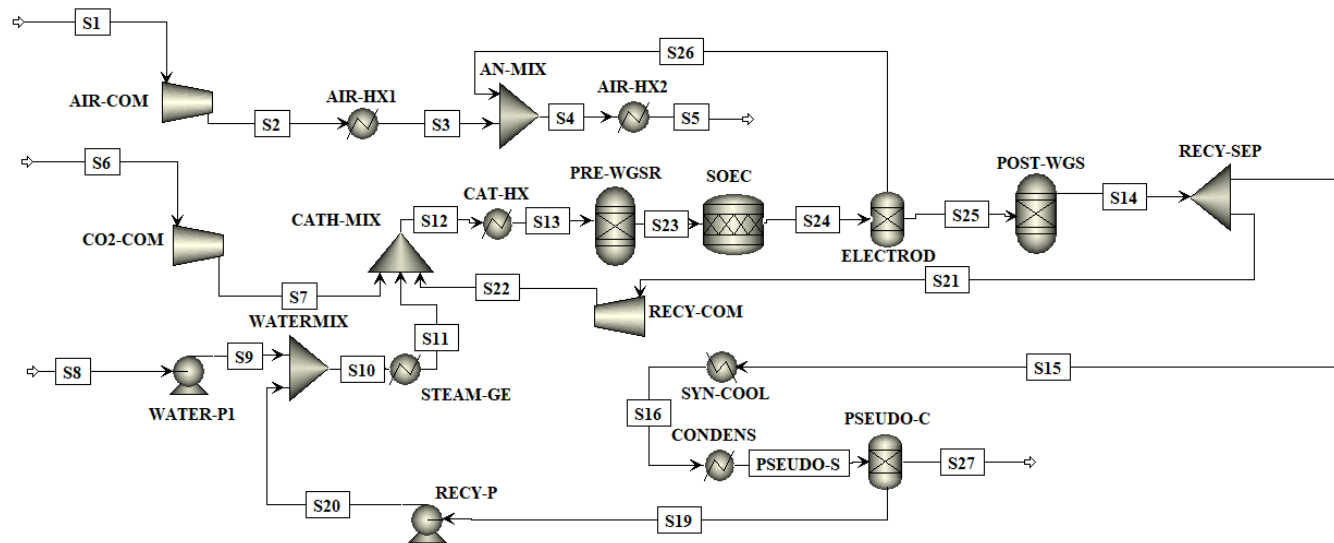 S1
S26
AN-MIX
AIR-HX1
AIR-HX2
AIR-COM
S2
S3
S4
S5
S6
PRE-WGSR
SOEC
POST-WGS
RECY-SEP
CAT-HX
CATH-MIX
S12
S13
S23
S24
S25
S14
CO2-COM
ELECTROD
S7
S22
S21
WATERMIX
S11
RECY-COM
S8
S9
S10
STEAM-GE
WATER-P1
S15
SYN-COOL
S16
CONDENS
PSEUDO-C
PSEUDO-S
S27
S20
RECY-P
S19